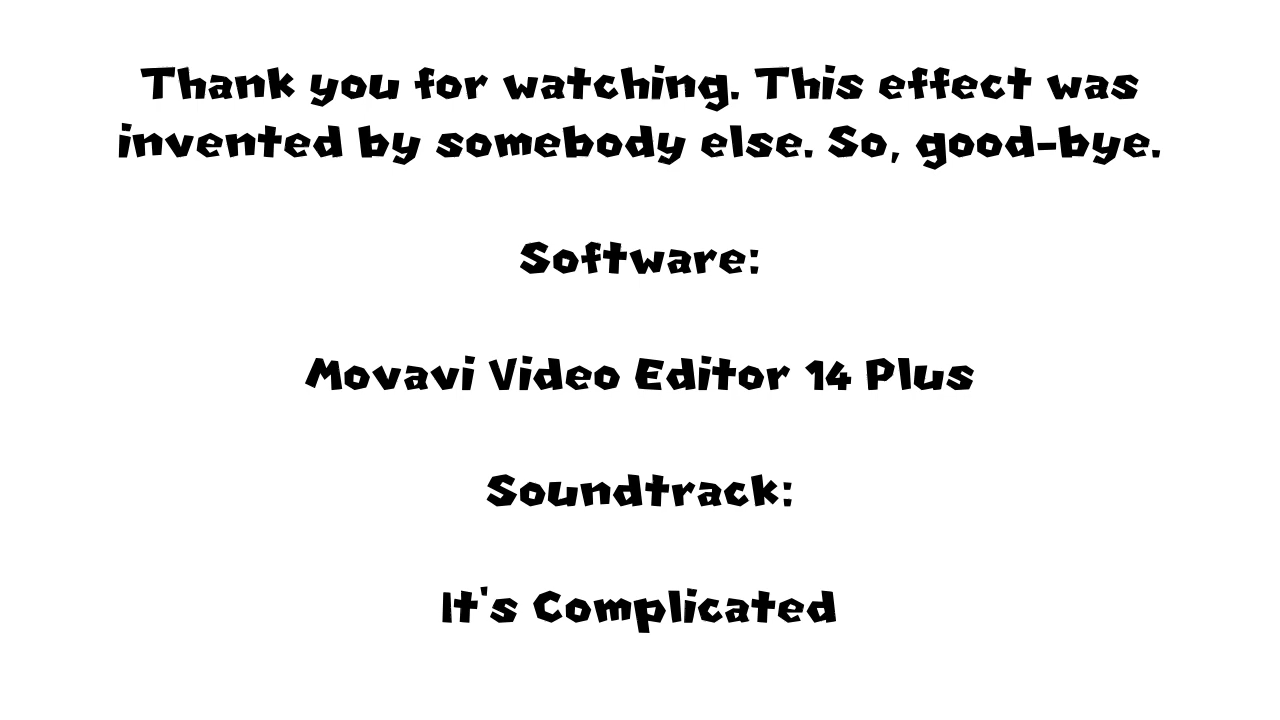 Thank you for watching. This effect was
invented by somebody else. So, good-bye.
Software:
Movavi Video Editor 14 Plus
Soundtrack:
It's Complicated